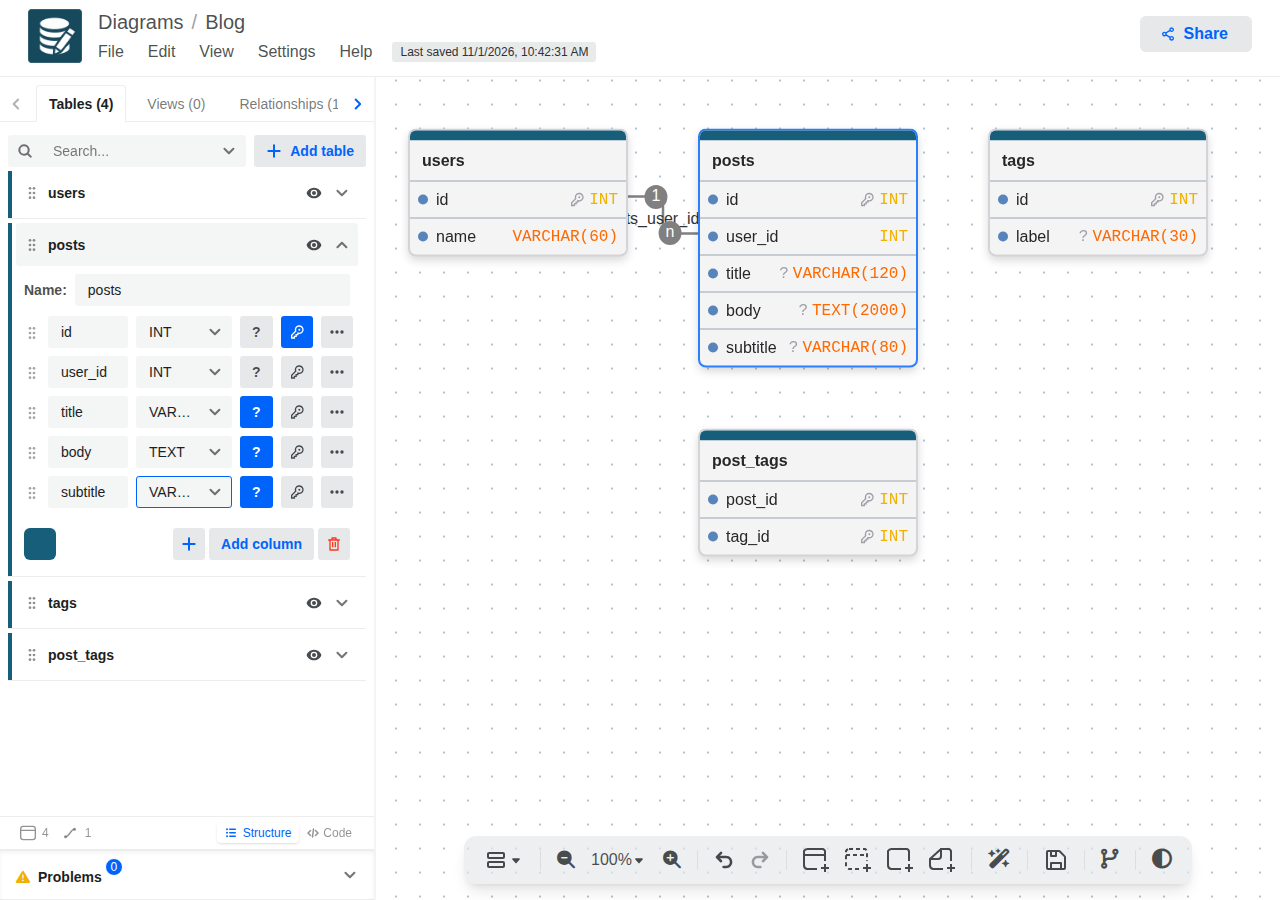 Diagrams / Blog
File Edit View Settings Help Last saved 11/1/2026, 10:42:31 AM
Share
Tables (4) Views (0) Relationships (1
Search... Add table
users
posts
Name: posts
id INT ?
user_id INT ?
title VAR... ?
body TEXT ?
subtitle VAR... ?
Add column
tags
post_tags
4 1 Structure Code
Problems 0
users
id INT
name VARCHAR(60)
1
ts_user_id
n
posts
id INT
user_id INT
title ? VARCHAR(120)
body ? TEXT(2000)
subtitle ? VARCHAR(80)
tags
id INT
label ? VARCHAR(30)
post_tags
post_id INT
tag_id INT
100%